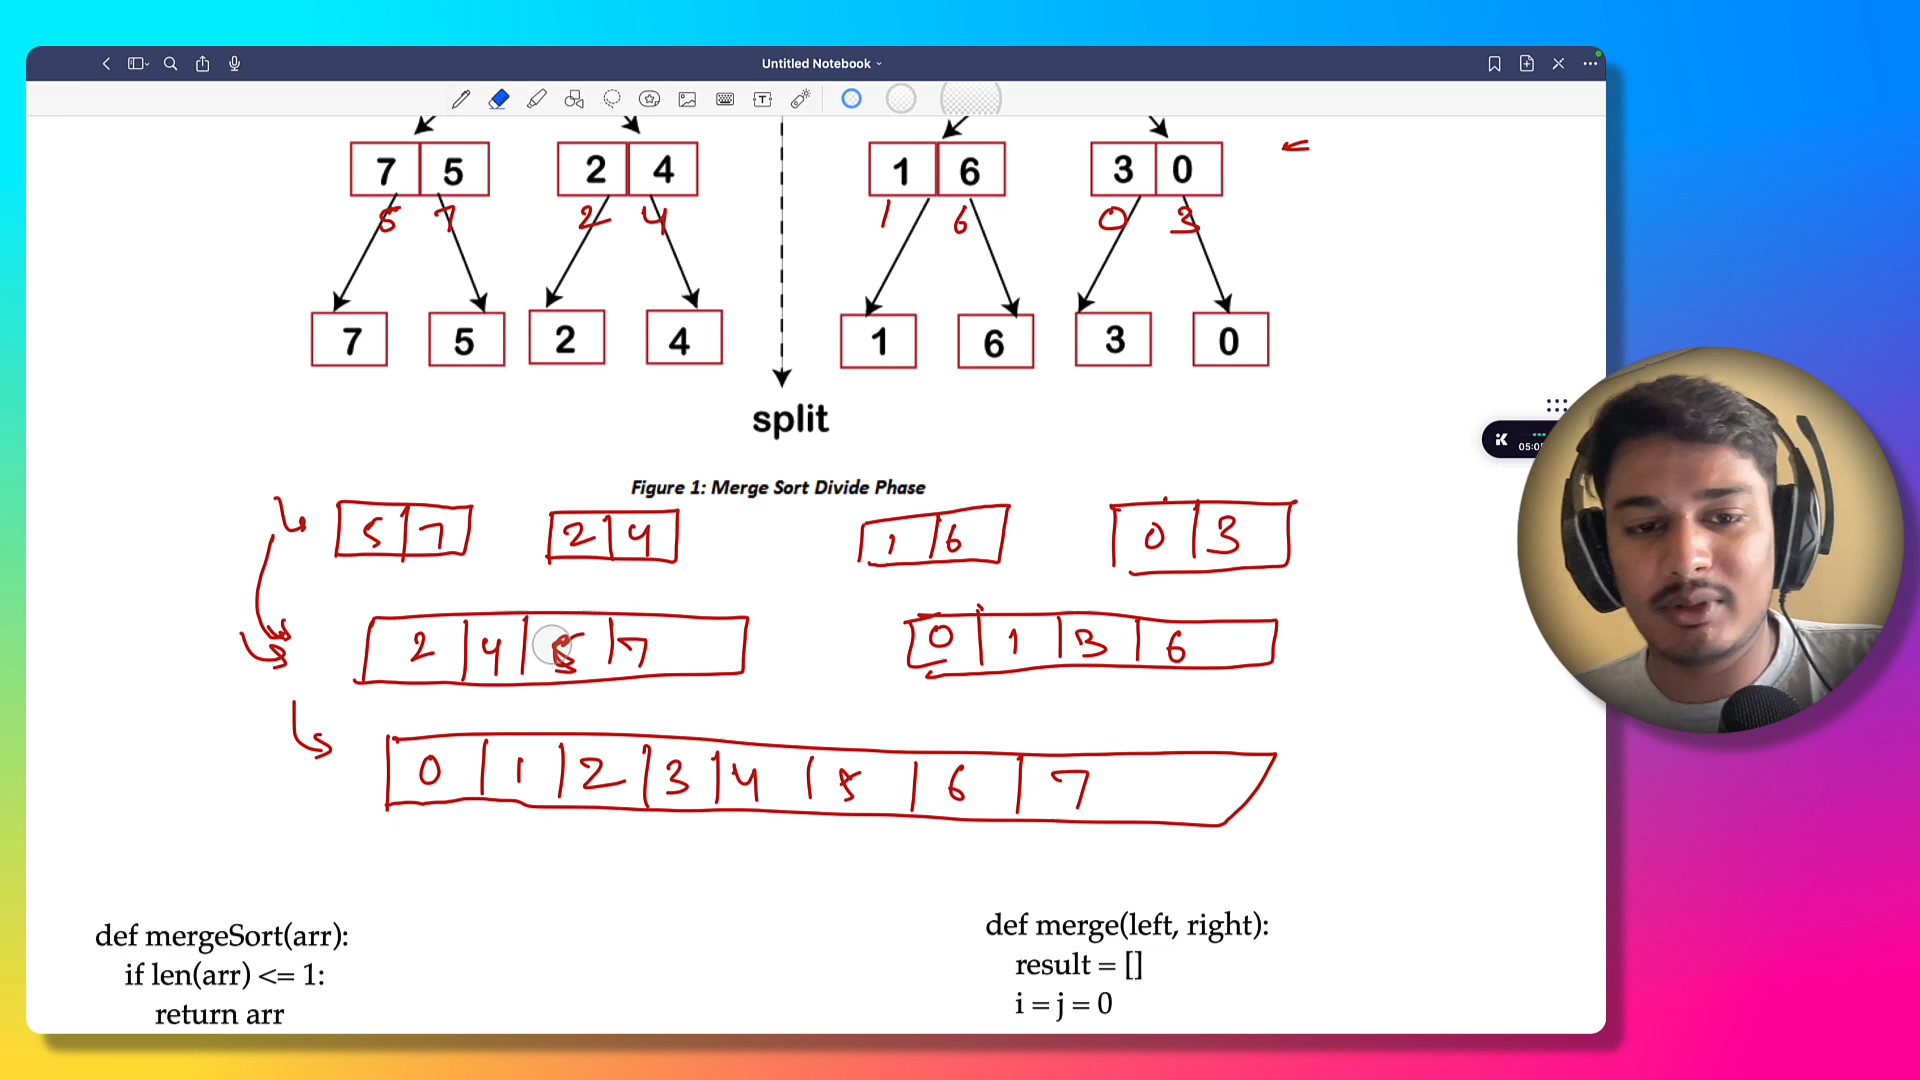 Untitled Notebook
7 5 2 4 1 6 3 0
5 7 2 4 1 6 0 3
7 5 2 4 1 6 3 0
split
Figure 1: Merge Sort Divide Phase
5 7 2 4 1 6 0 3
2 4 5 7 0 1 3 6
0 1 2 3 4 5 6 7
def mergeSort(arr):
if len(arr) <= 1:
return arr
def merge(left, right):
result = []
i = j = 0